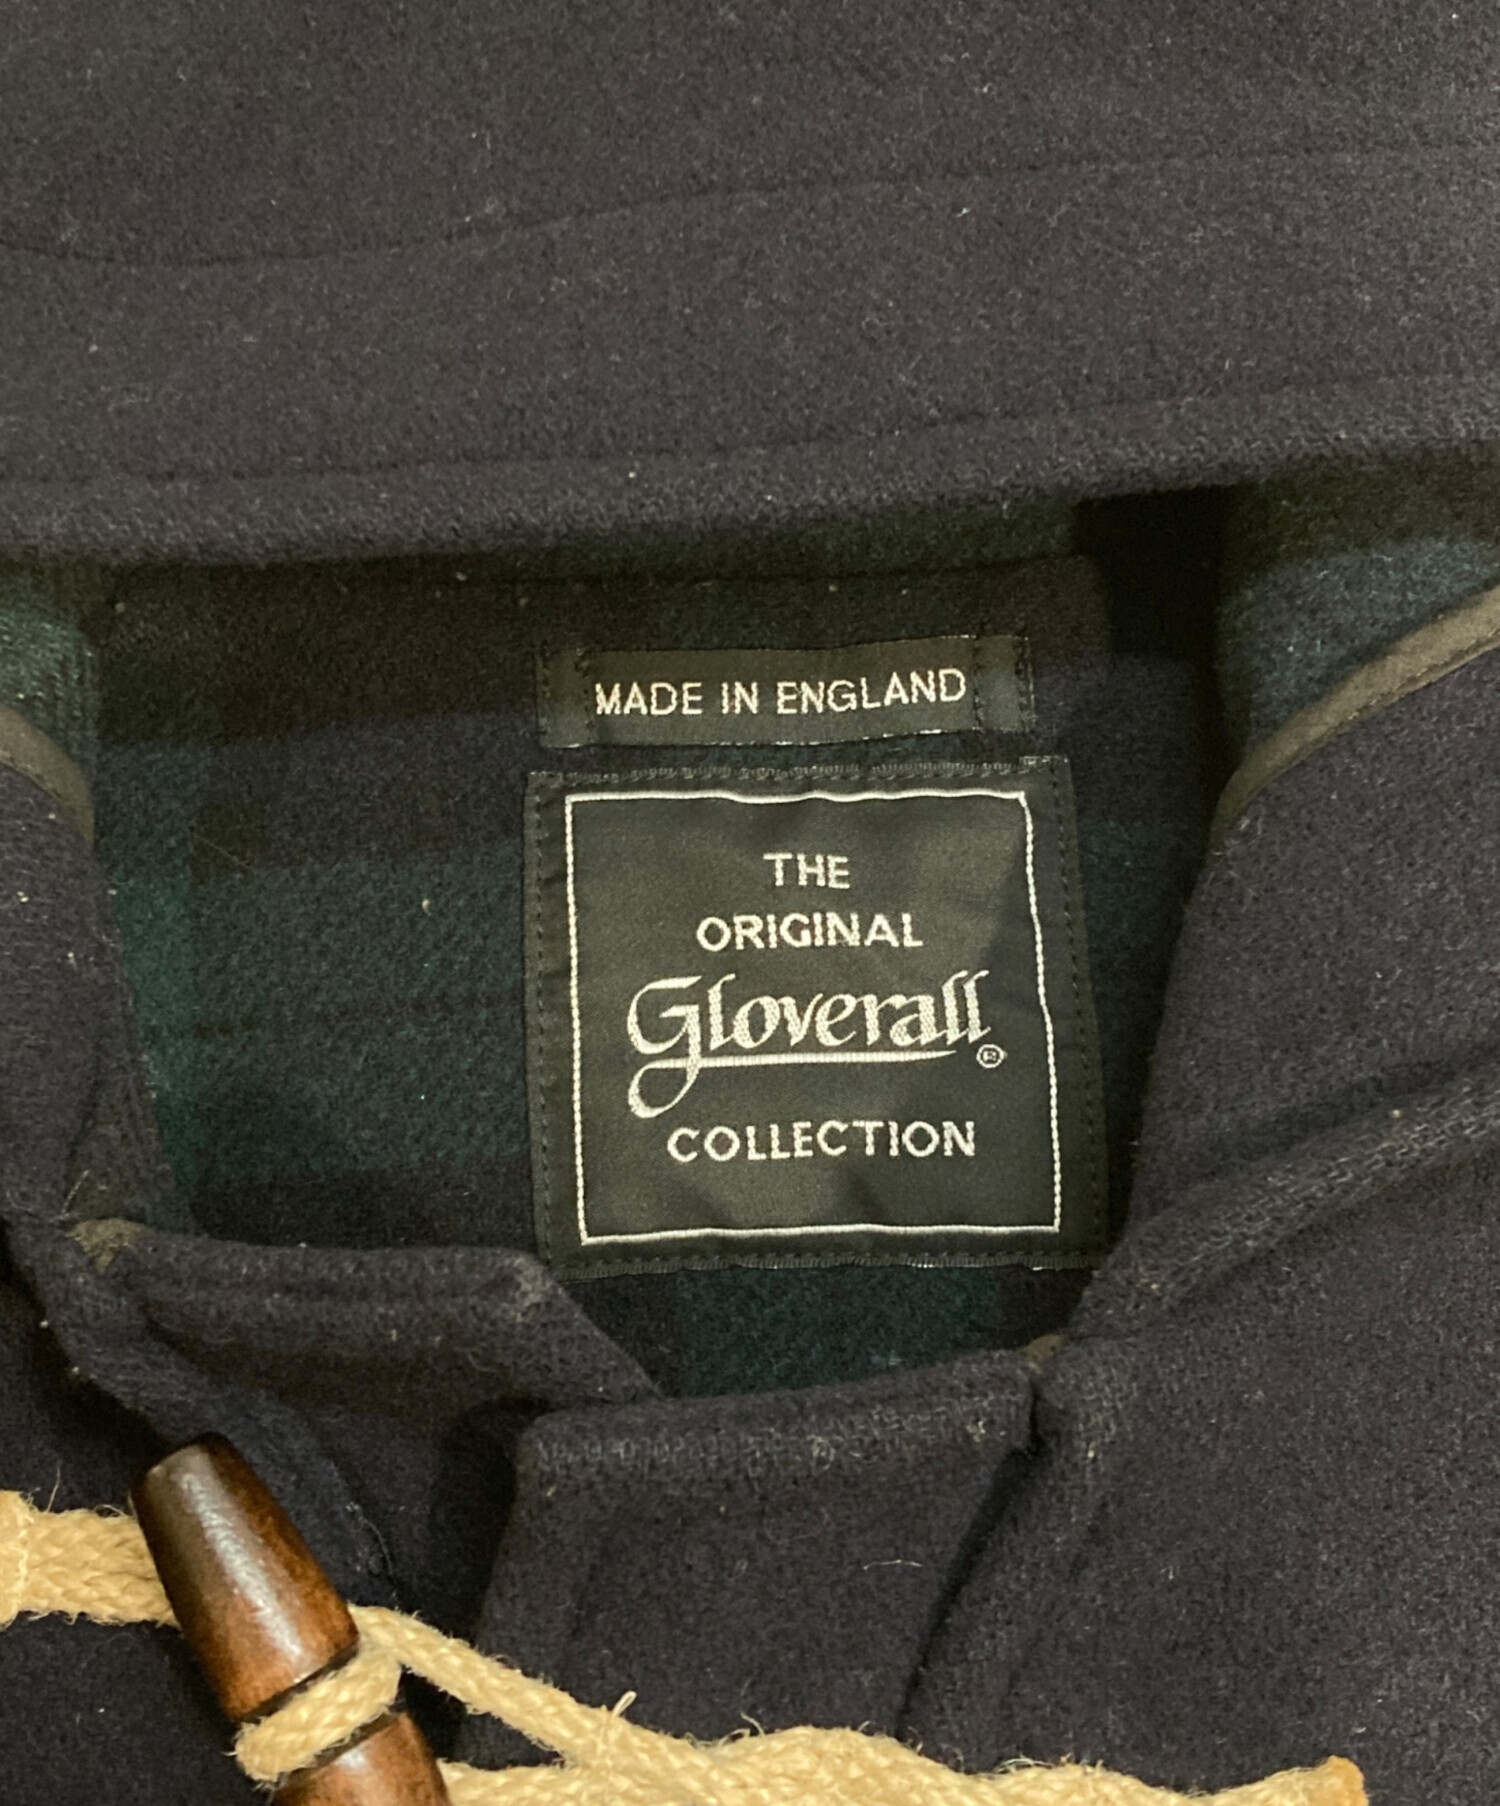 MADE IN ENGLAND
THE
ORIGINAL
Gloverall®
COLLECTION